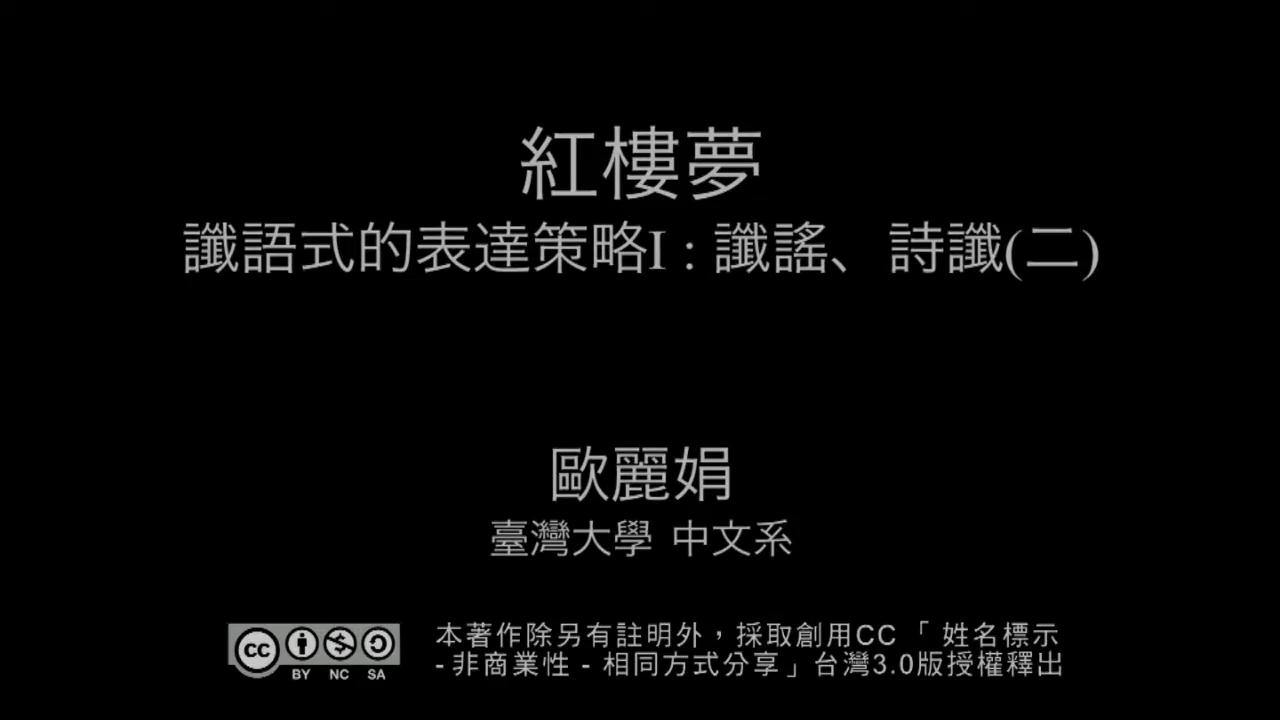 紅樓夢
讖語式的表達策略I：讖謠、詩讖(二)
歐麗娟
臺灣大學 中文系
本著作除另有註明外，採取創用CC「 姓名標示
- 非商業性 - 相同方式分享」台灣3.0版授權釋出
cc
BY NC SA